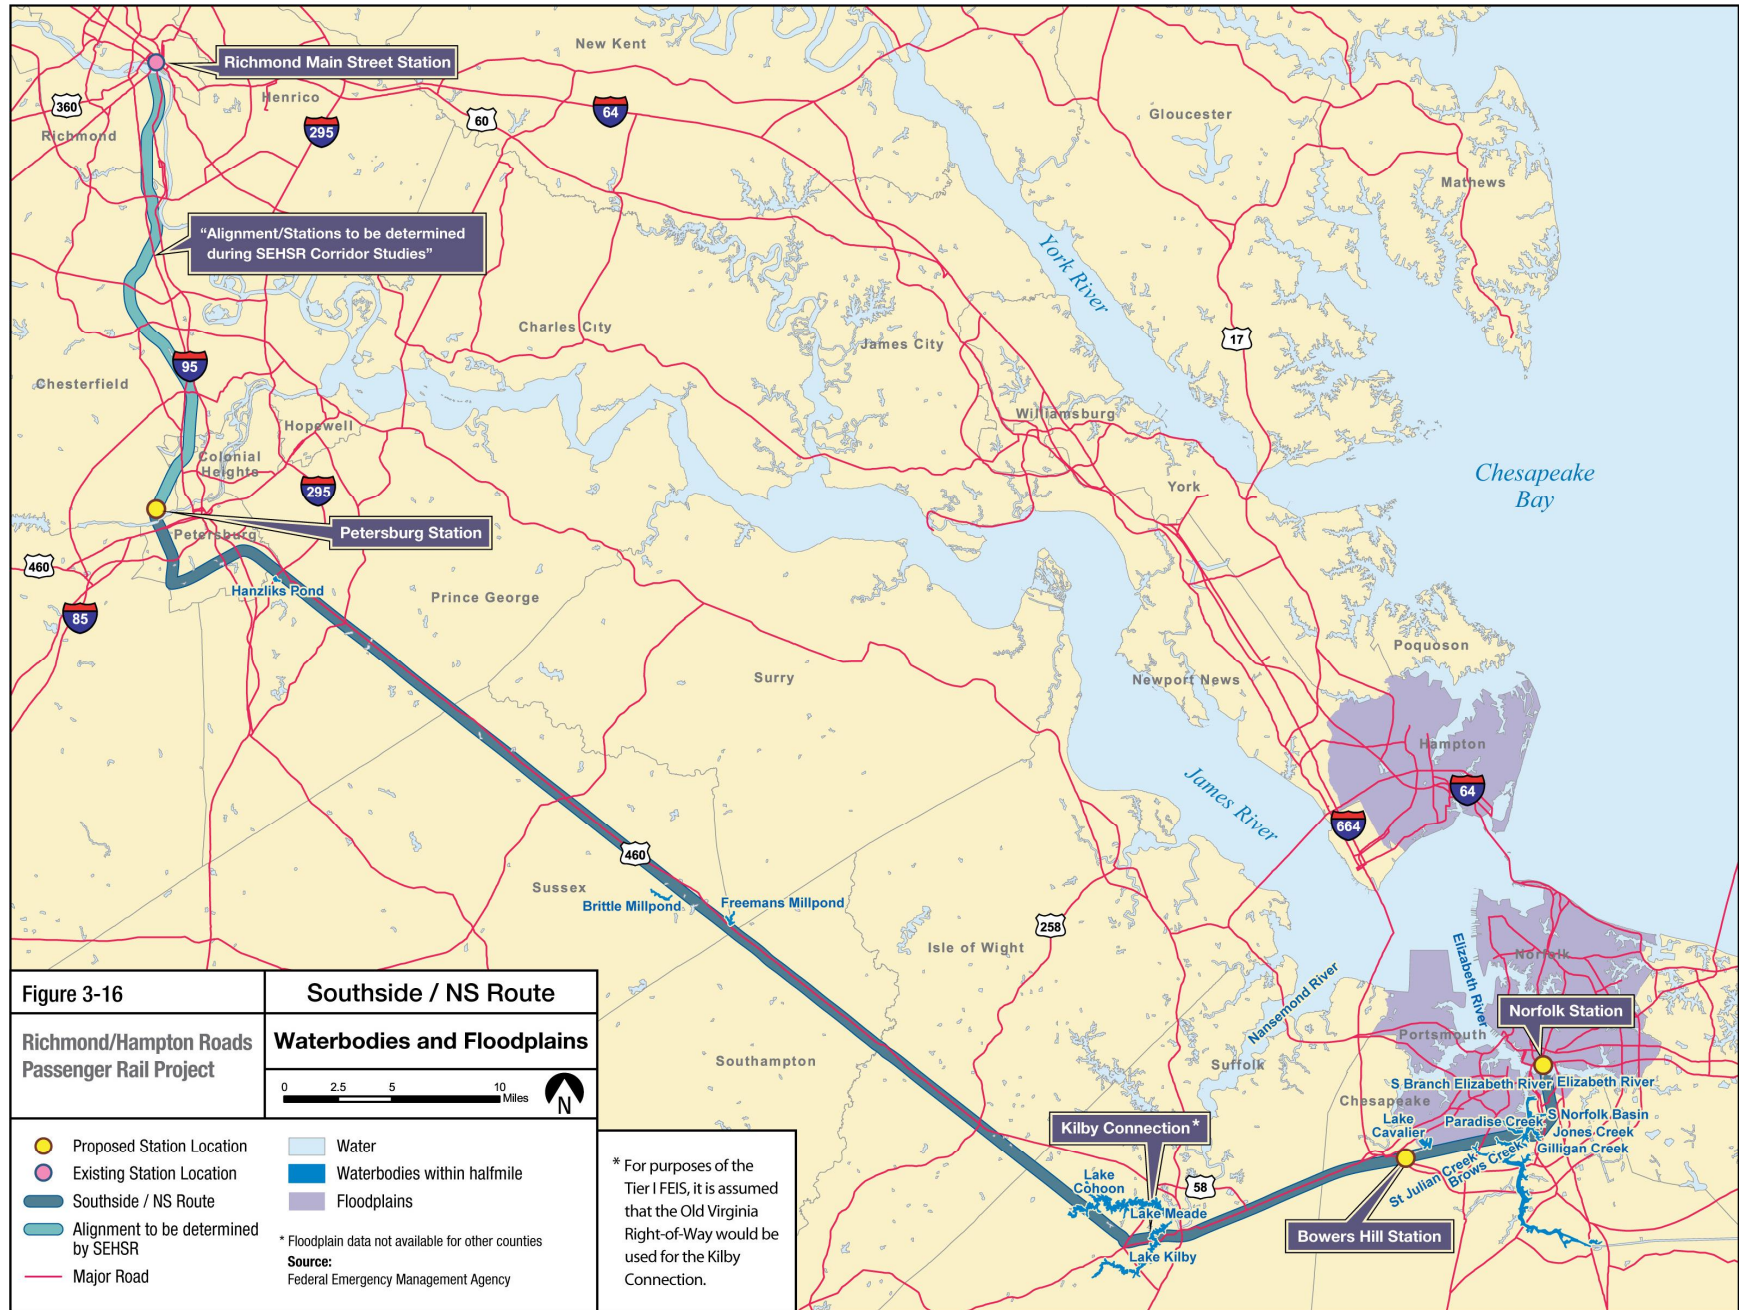 New Kent
Richmond Main Street Station
Henrico
360
Richmond
295
60
64
Gloucester
Mathews
“Alignment/Stations to be determined
during SEHSR Corridor Studies”
York River
Charles City
James City
17
95
Chesterfield
Hopewell
Williamsburg
Colonial
Heights
295
York
Chesapeake
Bay
Petersburg Station
Petersburg
460
Hanzliks Pond
Prince George
85
Poquoson
Surry
Newport News
Hampton
James River
64
664
460
Sussex
Brittle Millpond
Freemans Millpond
258
Isle of Wight
Elizabeth River
Norfolk
Nansemond River
Norfolk Station
Portsmouth
Southampton
Suffolk
S Branch Elizabeth River
Elizabeth River
Chesapeake
Lake
Cavalier
Paradise Creek
S Norfolk Basin
Jones Creek
Gilligan Creek
St Julian Creek
Brows Creek
Kilby Connection*
Lake
Cohoon
58
Lake Meade
Lake Kilby
Bowers Hill Station
Figure 3-16
Southside / NS Route
Richmond/Hampton Roads
Passenger Rail Project
Waterbodies and Floodplains
0 2.5 5 10
Miles
N
Proposed Station Location
Existing Station Location
Southside / NS Route
Alignment to be determined
by SEHSR
Major Road
Water
Waterbodies within halfmile
Floodplains
* Floodplain data not available for other counties
Source:
Federal Emergency Management Agency
* For purposes of the
Tier I FEIS, it is assumed
that the Old Virginia
Right-of-Way would be
used for the Kilby
Connection.